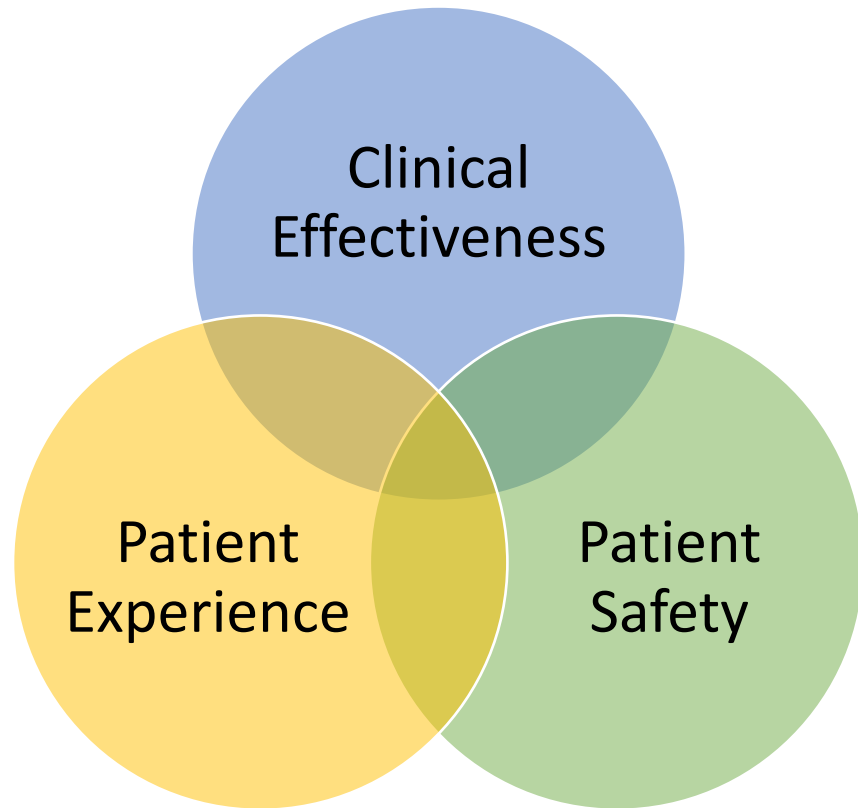 Clinical
Effectiveness
Patient
Experience
Patient
Safety